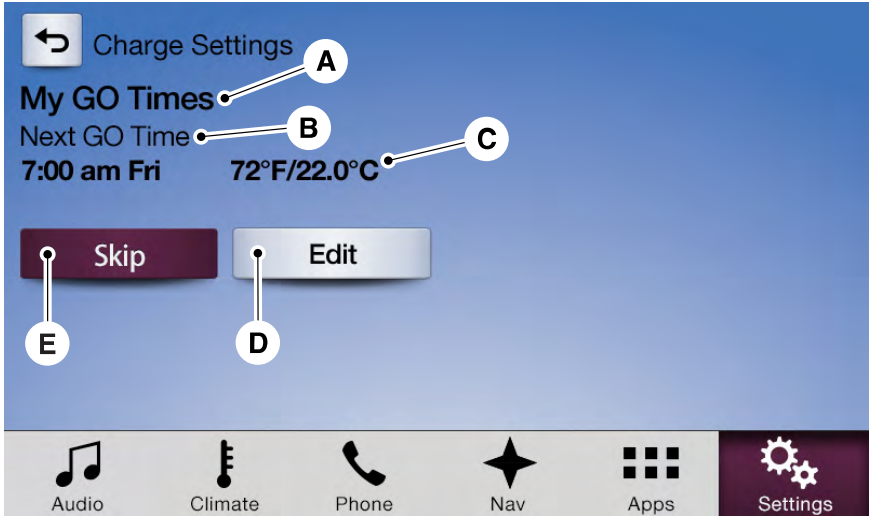 Charge Settings
A
My GO Times
B
Next GO Time
C
7:00 am Fri 72°F/22.0°C
Skip Edit
E D
Audio Climate Phone Nav Apps Settings